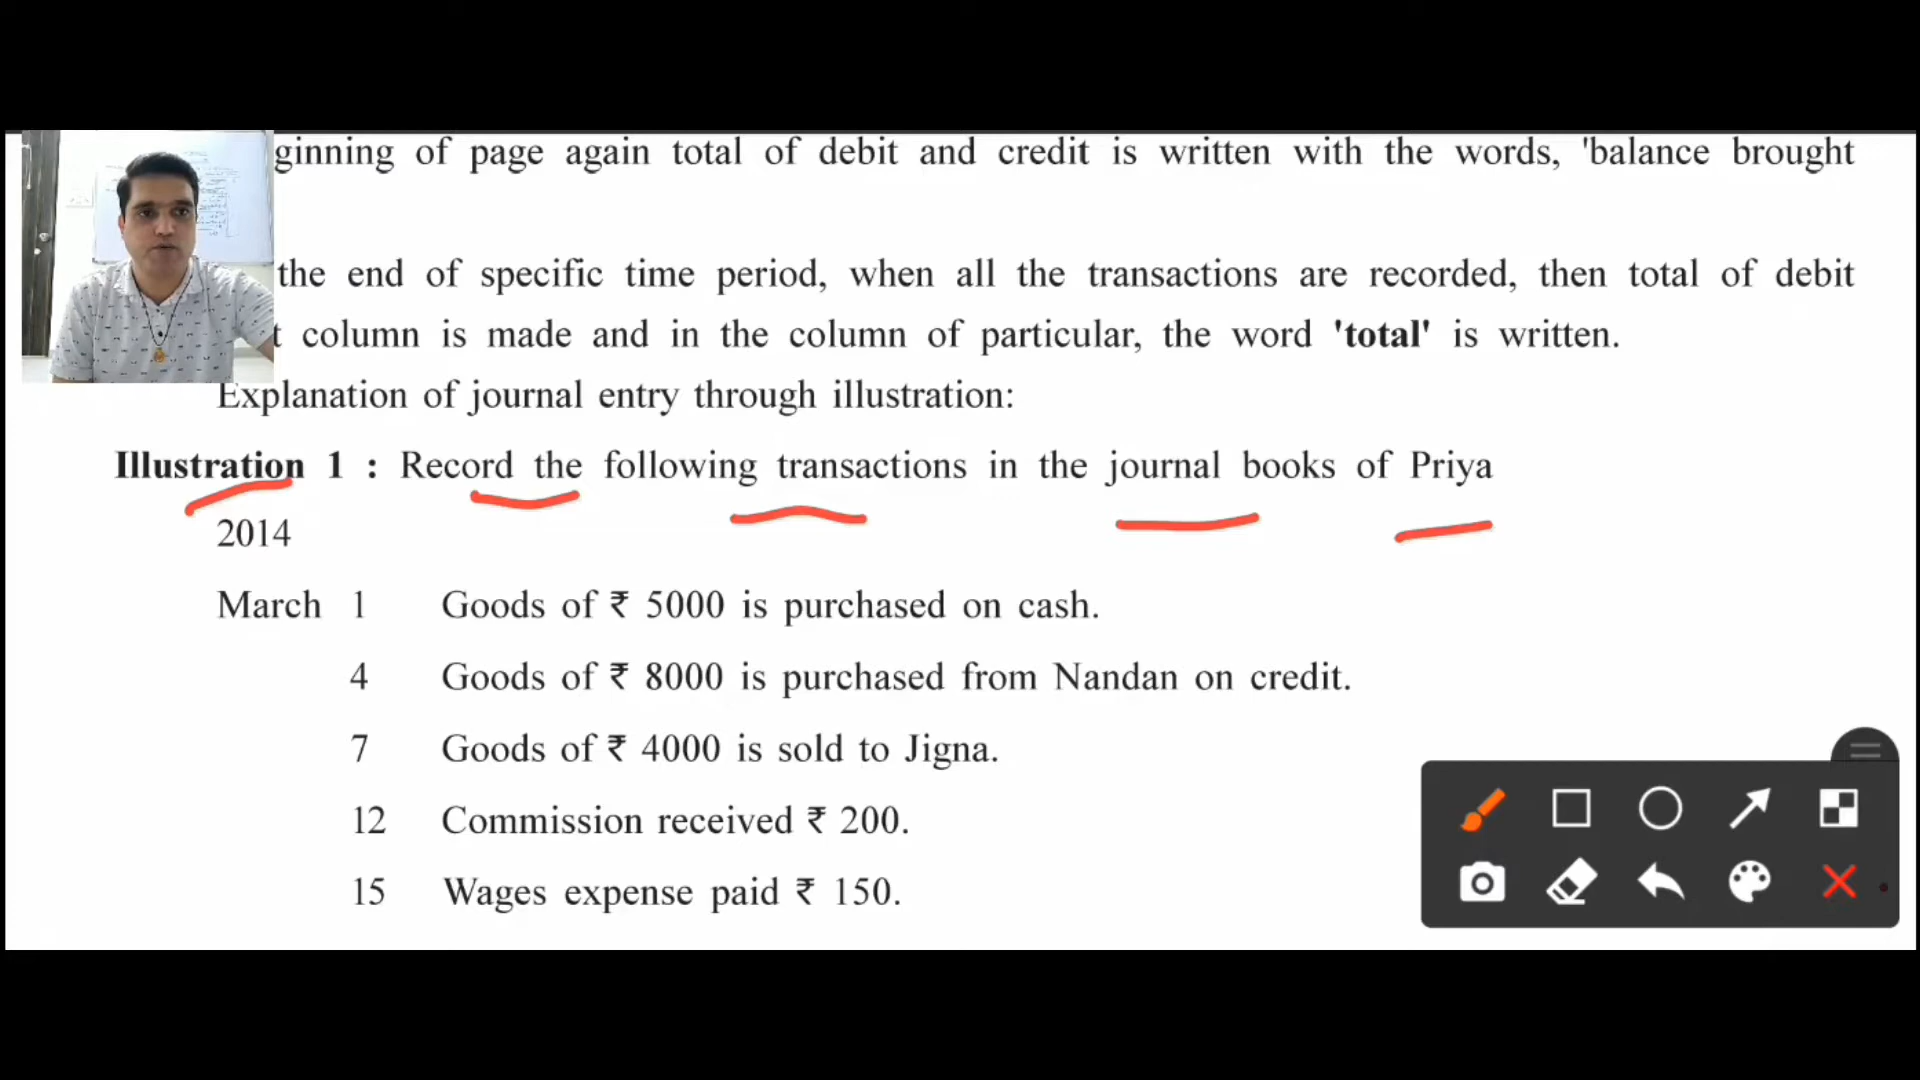 ginning of page again total of debit and credit is written with the words, 'balance brought
the end of specific time period, when all the transactions are recorded, then total of debit
t column is made and in the column of particular, the word 'total' is written.
Explanation of journal entry through illustration:
Illustration 1 : Record the following transactions in the journal books of Priya
2014
March 1 Goods of ₹ 5000 is purchased on cash.
4 Goods of ₹ 8000 is purchased from Nandan on credit.
7 Goods of ₹ 4000 is sold to Jigna.
12 Commission received ₹ 200.
15 Wages expense paid ₹ 150.